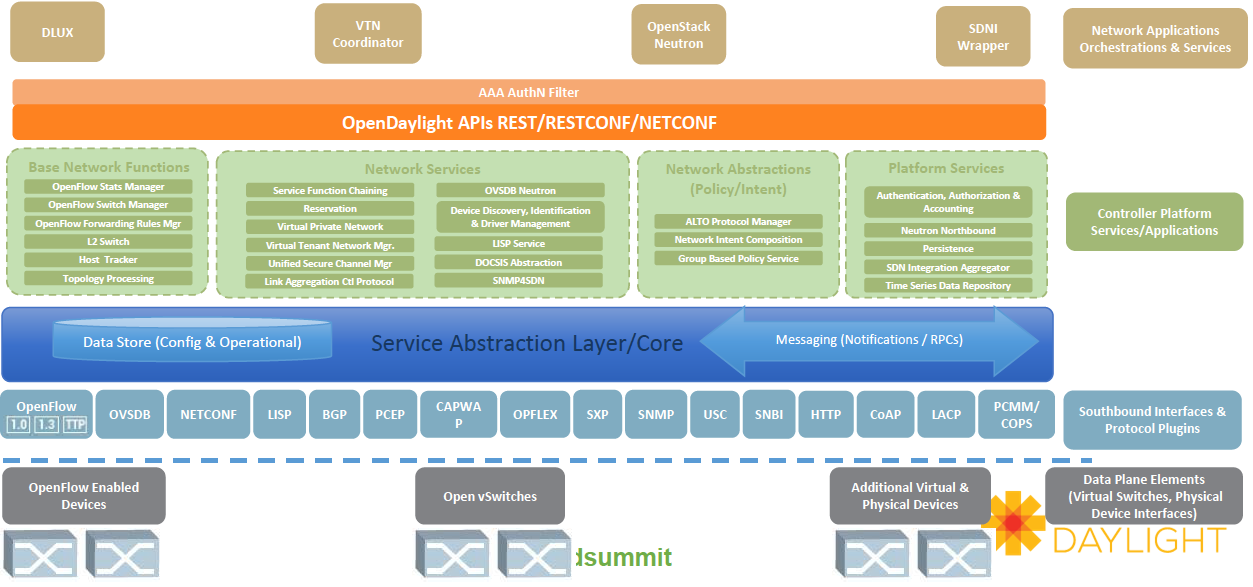 DLUX
VTN
Coordinator
OpenStack
Neutron
SDNI
Wrapper
Network Applications
Orchestrations & Services
AAA AuthN Filter
OpenDaylight APIs REST/RESTCONF/NETCONF
Base Network Functions
OpenFlow Stats Manager
OpenFlow Switch Manager
OpenFlow Forwarding Rules Mgr
L2 Switch
Host Tracker
Topology Processing
Network Services
Service Function Chaining
Reservation
Virtual Private Network
Virtual Tenant Network Mgr.
Unified Secure Channel Mgr
Link Aggregation Ctl Protocol
OVSDB Neutron
Device Discovery, Identification
& Driver Management
LISP Service
DOCSIS Abstraction
SNMP4SDN
Network Abstractions
(Policy/Intent)
ALTO Protocol Manager
Network Intent Composition
Group Based Policy Service
Platform Services
Authentication, Authorization &
Accounting
Neutron Northbound
Persistence
SDN Integration Aggregator
Time Series Data Repository
Controller Platform
Services/Applications
Data Store (Config & Operational)
Service Abstraction Layer/Core
Messaging (Notifications / RPCs)
OpenFlow
1.0 1.3 TTP
OVSDB
NETCONF
LISP
BGP
PCEP
CAPWA
P
OPFLEX
SXP
SNMP
USC
SNBI
HTTP
CoAP
LACP
PCMM/
COPS
Southbound Interfaces &
Protocol Plugins
OpenFlow Enabled
Devices
Open vSwitches
Additional Virtual &
Physical Devices
Data Plane Elements
(Virtual Switches, Physical
Device Interfaces)
dsummit
DAYLIGHT